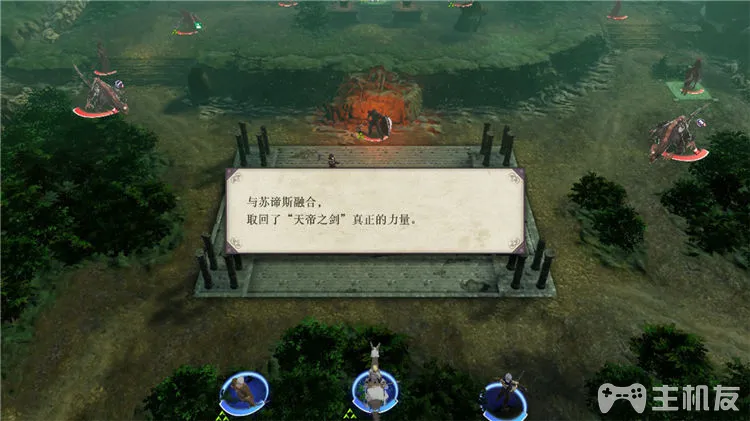 与苏谛斯融合，
取回了“天帝之剑”真正的力量。
主机友